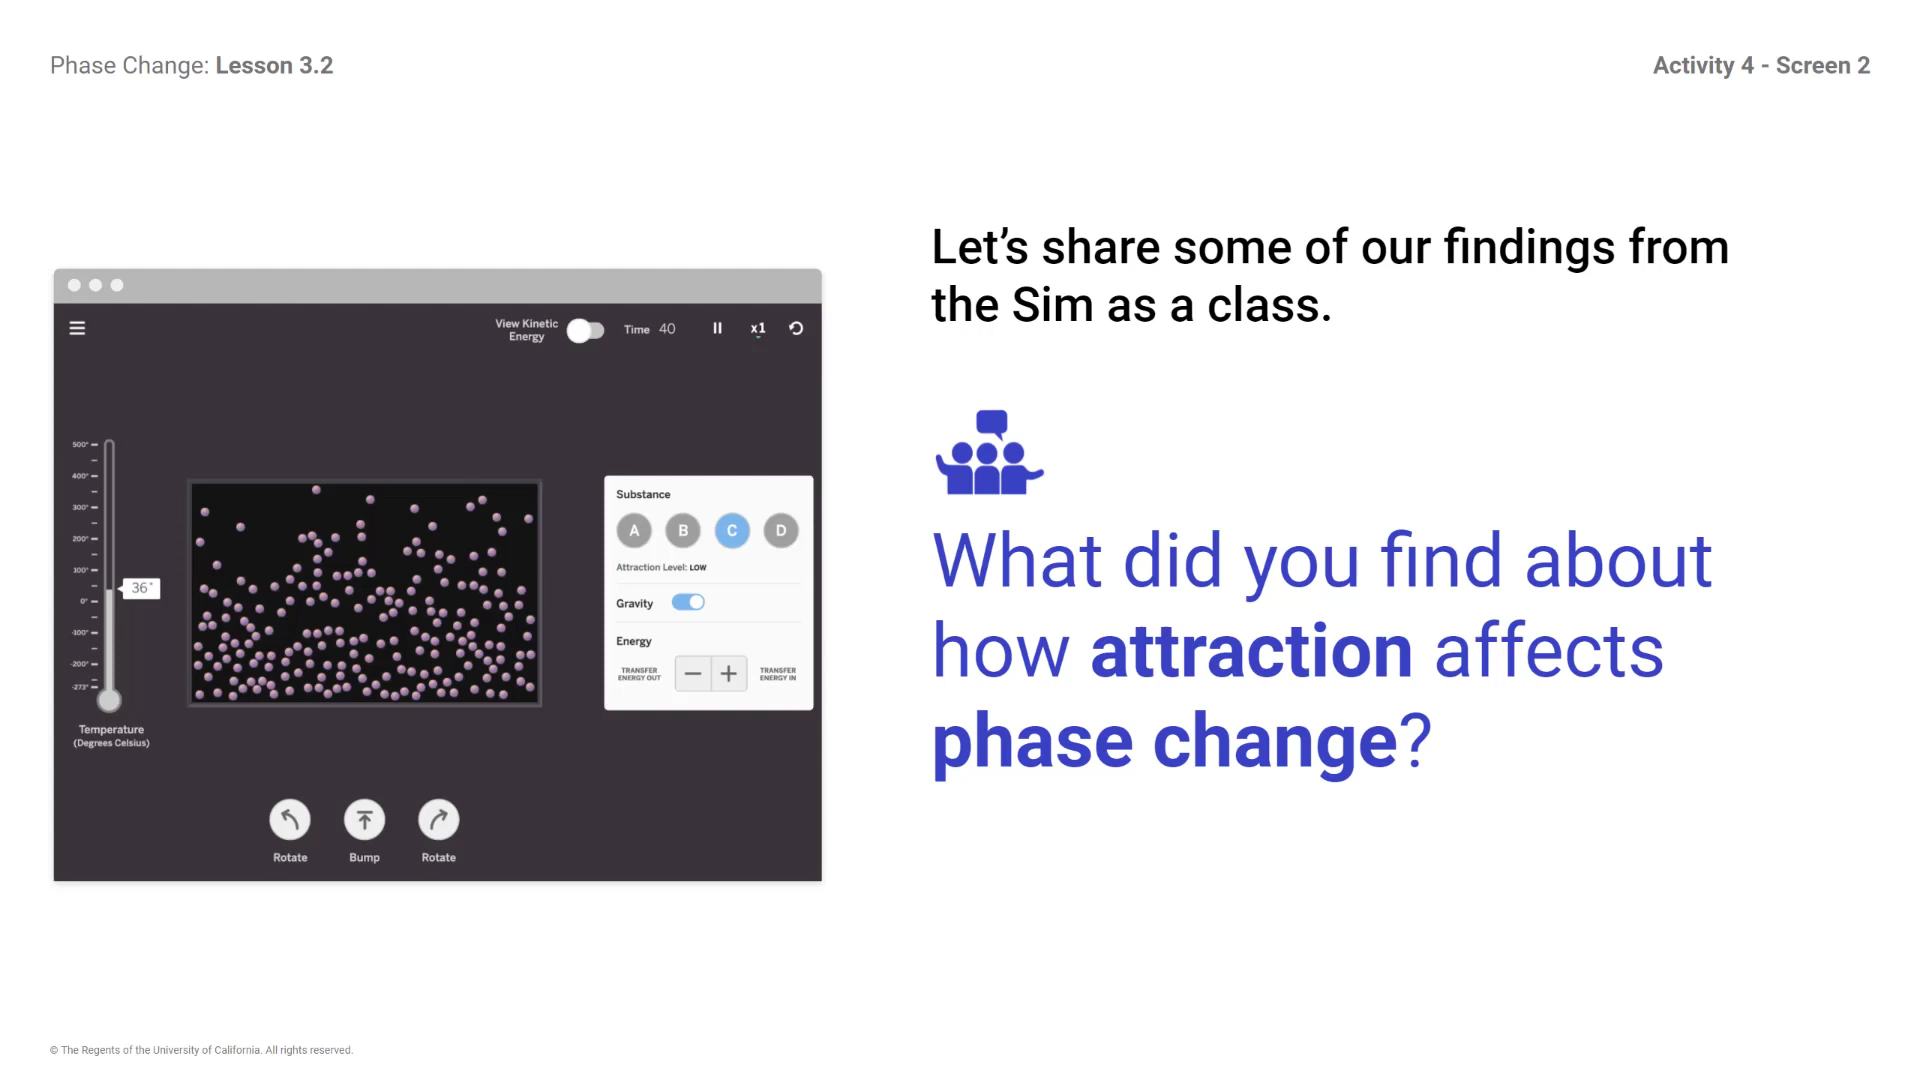 Phase Change: Lesson 3.2
Activity 4 - Screen 2
Let’s share some of our findings from
the Sim as a class.
What did you find about
how attraction affects
phase change?
View Kinetic
Energy
Time 40
x1
500°
400°
300°
200°
100°
0°
-100°
-200°
-273°
36°
Temperature
(Degrees Celsius)
Substance
A B C D
Attraction Level: LOW
Gravity
Energy
TRANSFER
ENERGY OUT
TRANSFER
ENERGY IN
Rotate
Bump
Rotate
© The Regents of the University of California. All rights reserved.